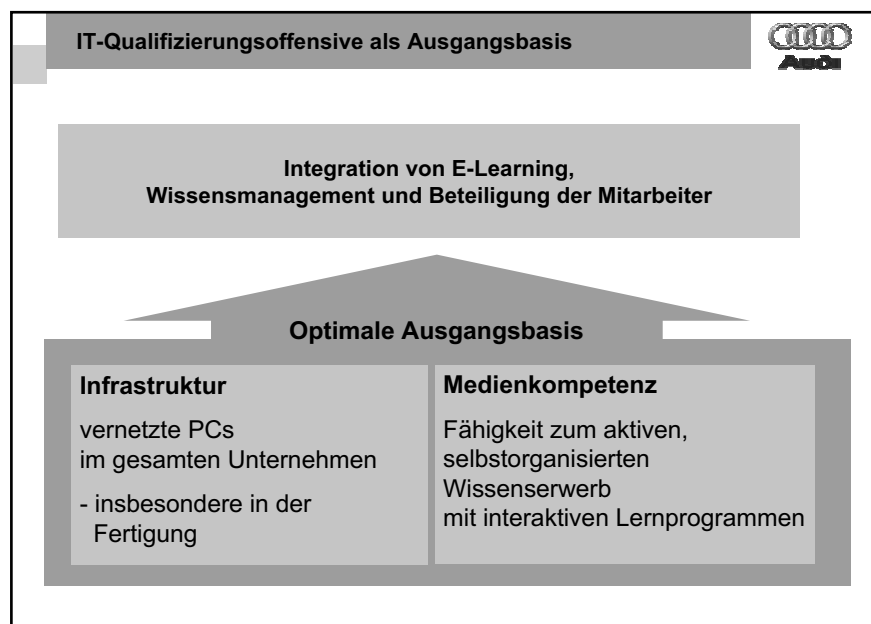 IT-Qualifizierungsoffensive als Ausgangsbasis
Audi
Integration von E-Learning,
Wissensmanagement und Beteiligung der Mitarbeiter
Optimale Ausgangsbasis
Infrastruktur
vernetzte PCs
im gesamten Unternehmen
- insbesondere in der
Fertigung
Medienkompetenz
Fähigkeit zum aktiven,
selbstorganisierten
Wissenserwerb
mit interaktiven Lernprogrammen